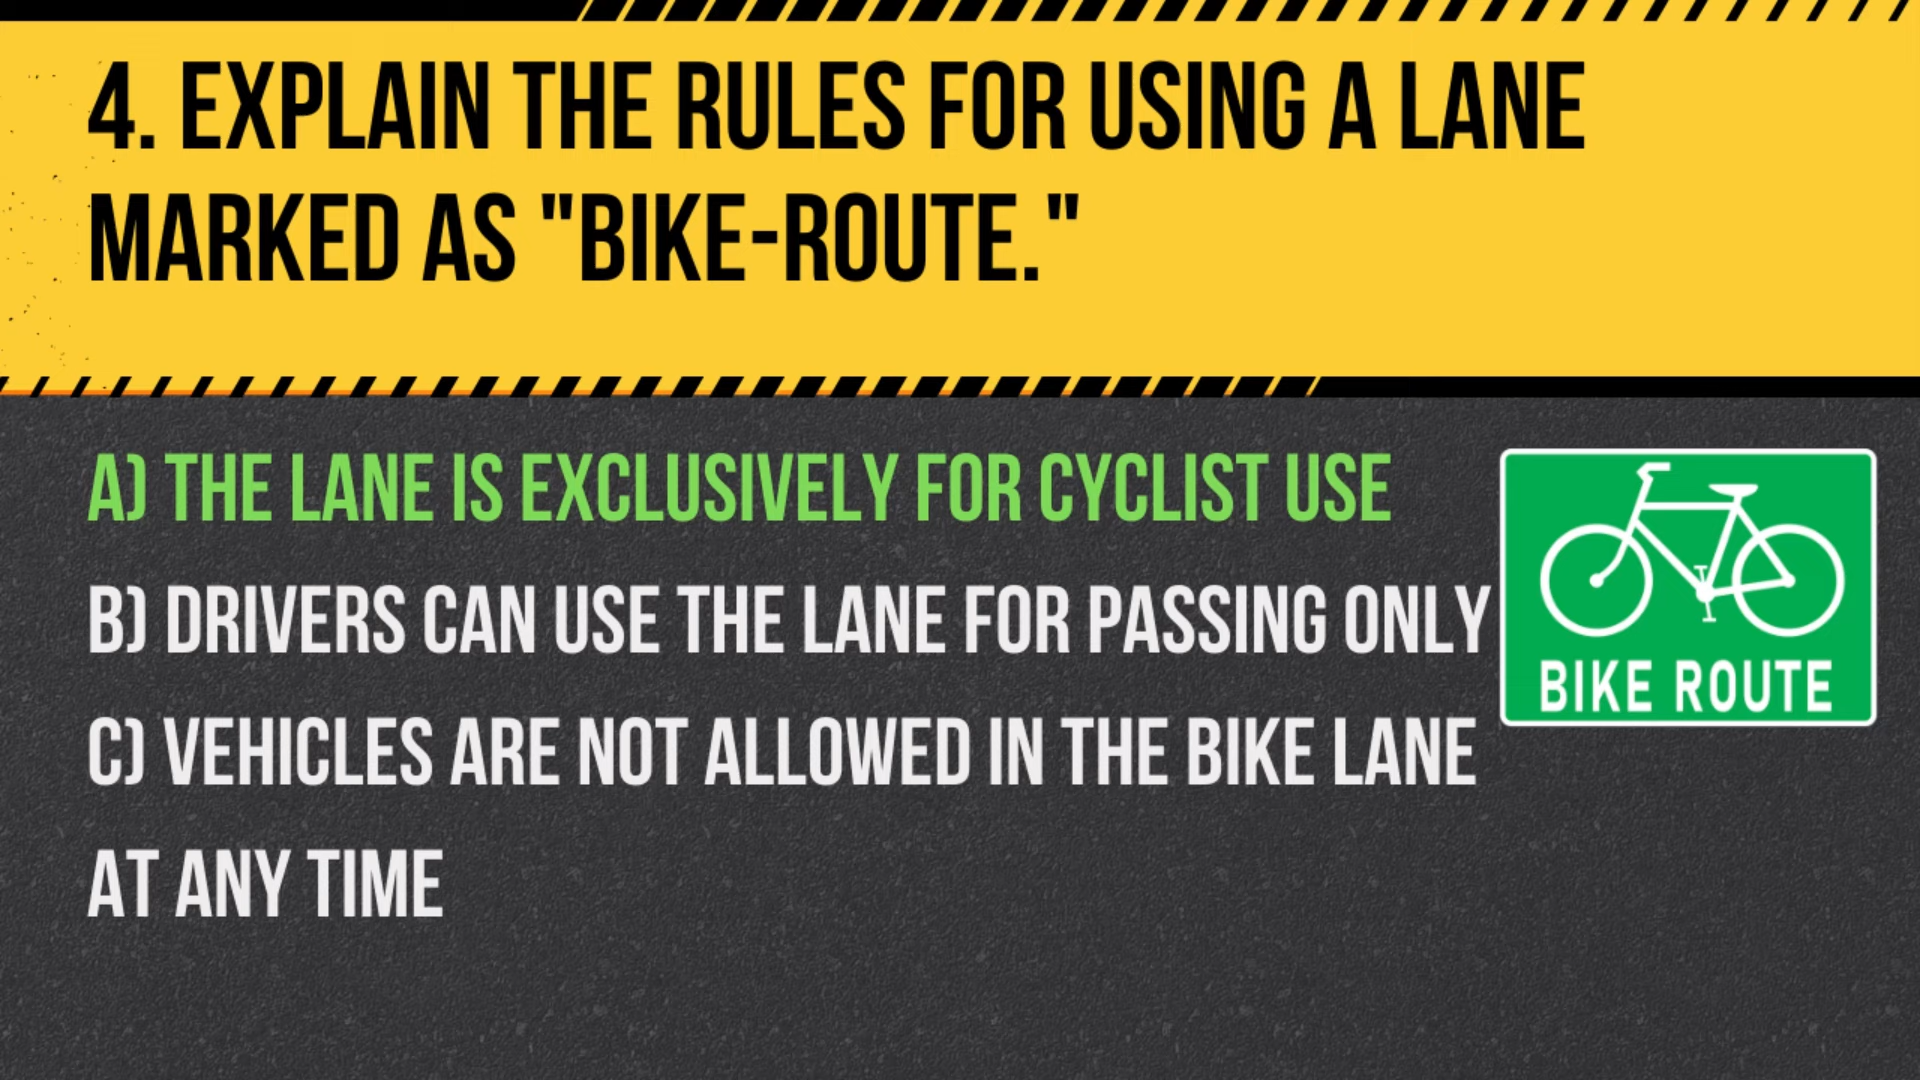 4. EXPLAIN THE RULES FOR USING A LANE
MARKED AS "BIKE-ROUTE."
A) THE LANE IS EXCLUSIVELY FOR CYCLIST USE
B) DRIVERS CAN USE THE LANE FOR PASSING ONLY
C) VEHICLES ARE NOT ALLOWED IN THE BIKE LANE
AT ANY TIME
BIKE ROUTE